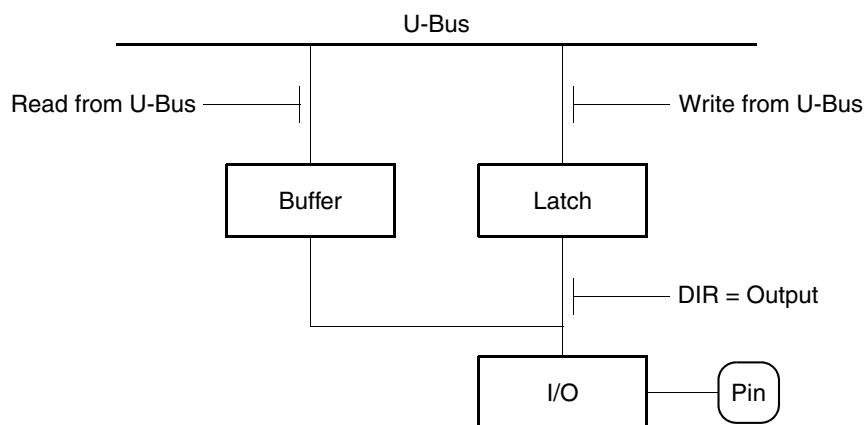 U-Bus
Read from U-Bus
Write from U-Bus
Buffer
Latch
DIR = Output
I/O
Pin